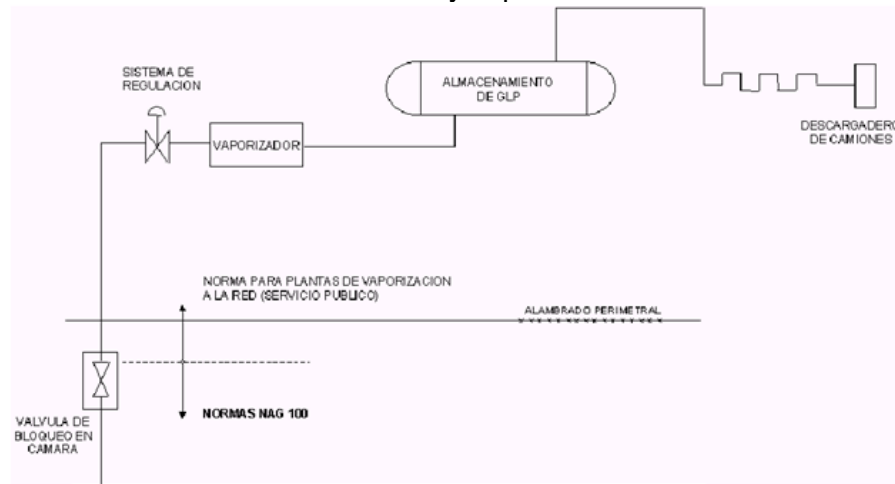 SISTEMA DE
REGULACION
ALMACENAMIENTO
DE GLP
VAPORIZADOR
DESCARGADERO
DE CAMIONES
NORMA PARA PLANTAS DE VAPORIZACION
A LA RED (SERVICIO PUBLICO)
ALAMBRADO PERIMETRAL
NORMAS NAG 100
VALVULA DE
BLOQUEO EN
CAMARA